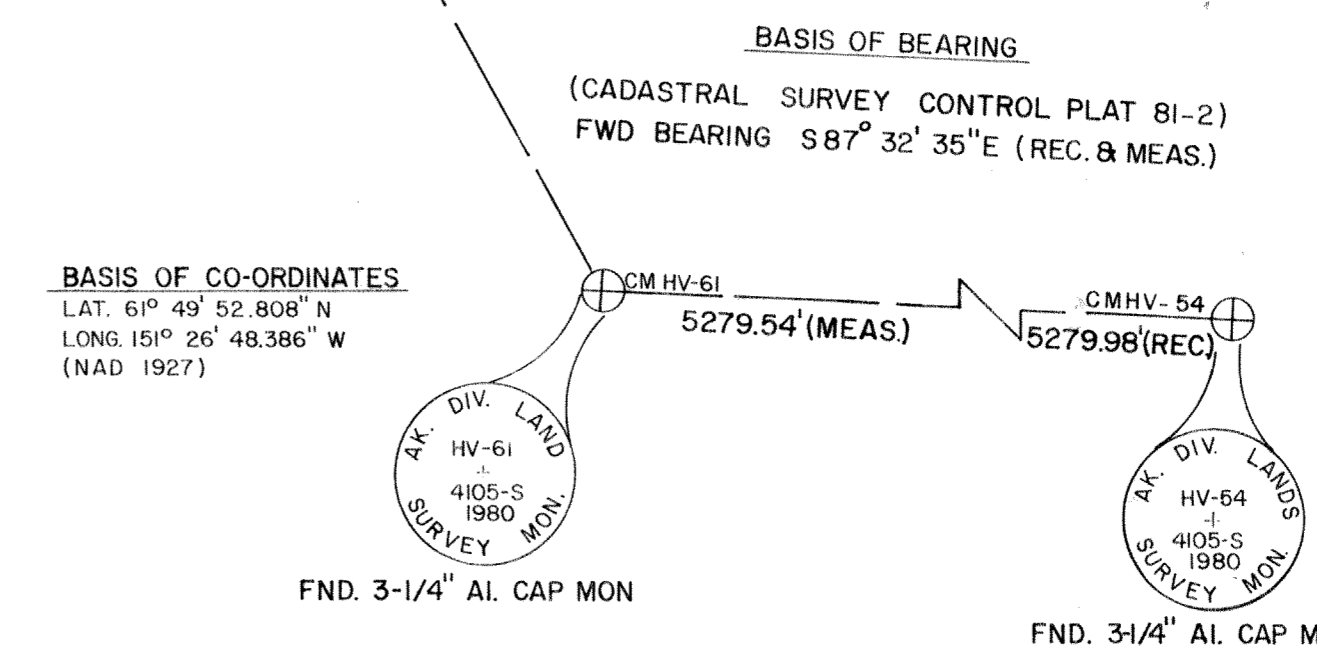 BASIS OF BEARING
(CADASTRAL SURVEY CONTROL PLAT 81-2)
FWD BEARING S 87° 32' 35" E (REC. & MEAS.)
BASIS OF CO-ORDINATES
LAT. 61° 49' 52.808" N
LONG. 151° 26' 48.386" W
(NAD 1927)
CM HV-61
5279.54' (MEAS.)
CMHV-54
5279.98' (REC)
AK. DIV. LAND
HV-61
4105-S
1980
SURVEY MON.
FND. 3-1/4" Al. CAP MON
AK. DIV. LANDS
HV-54
4105-S
1980
SURVEY MON.
FND. 3-1/4" Al. CAP M